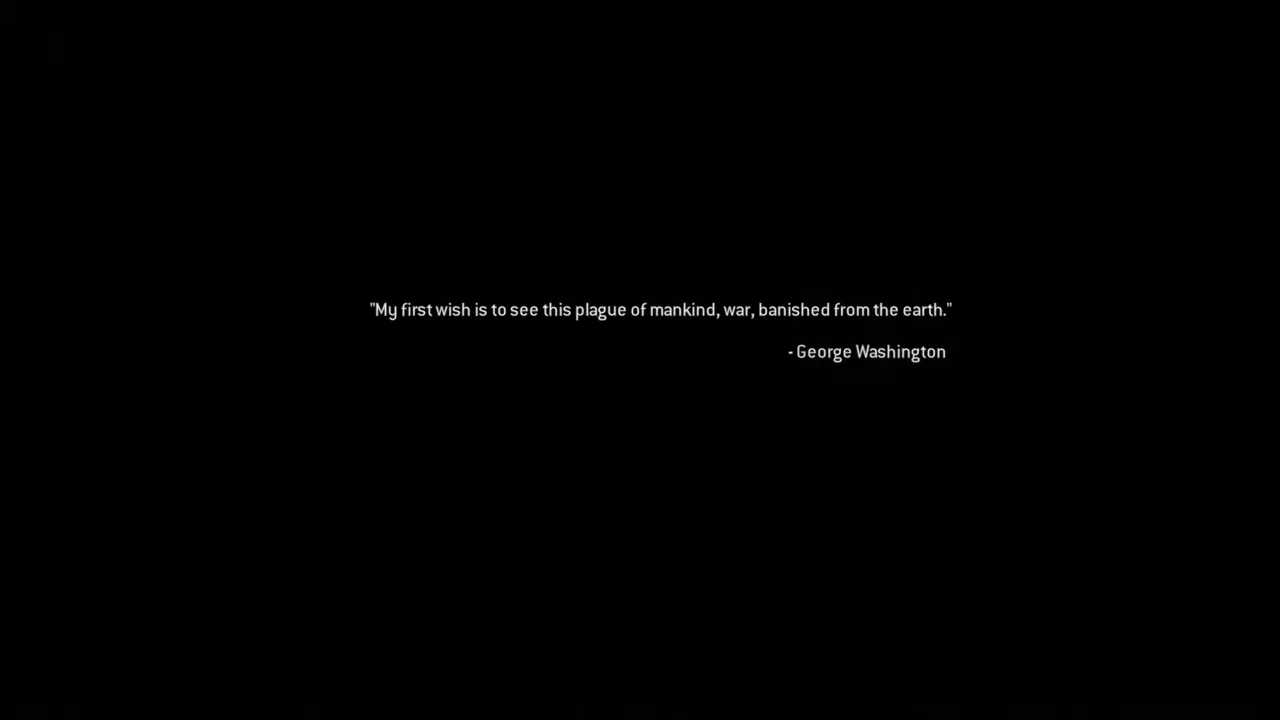 "My first wish is to see this plague of mankind, war, banished from the earth."
- George Washington